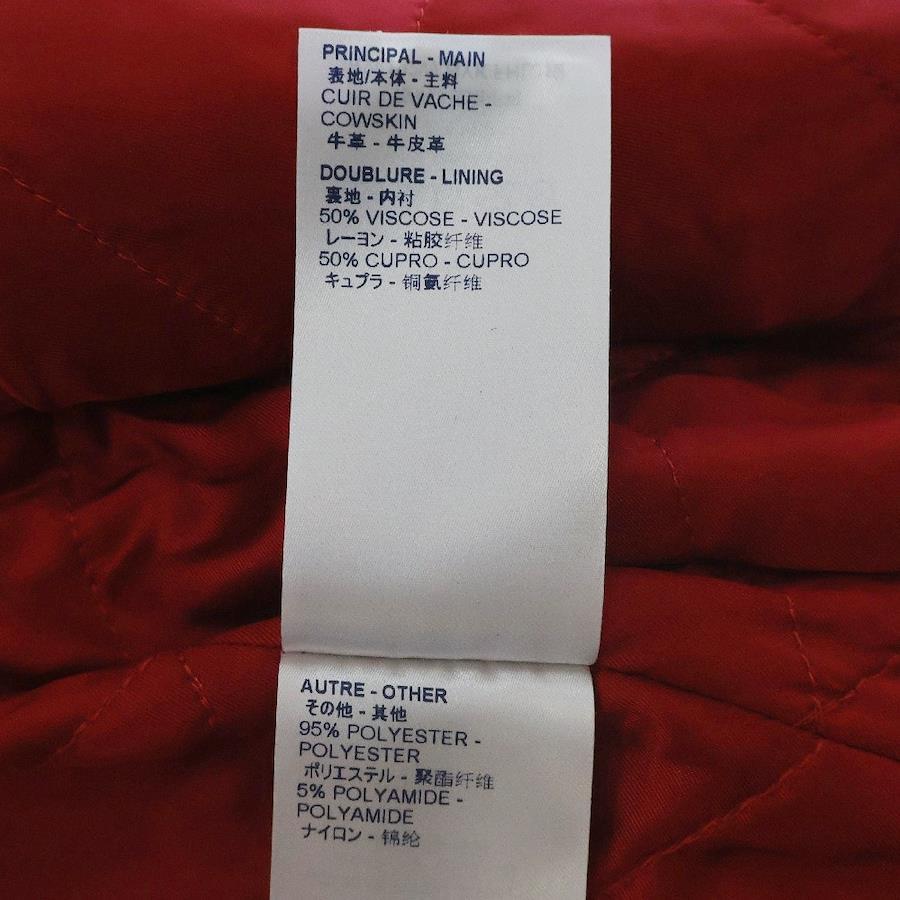 PRINCIPAL - MAIN
表地/本体 - 主料
CUIR DE VACHE -
COWSKIN
牛革 - 牛皮革
DOUBLURE - LINING
裏地 - 内衬
50% VISCOSE - VISCOSE
レーヨン - 粘胶纤维
50% CUPRO - CUPRO
キュプラ - 铜氨纤维
AUTRE - OTHER
その他 - 其他
95% POLYESTER -
POLYESTER
ポリエステル - 聚酯纤维
5% POLYAMIDE -
POLYAMIDE
ナイロン - 锦纶